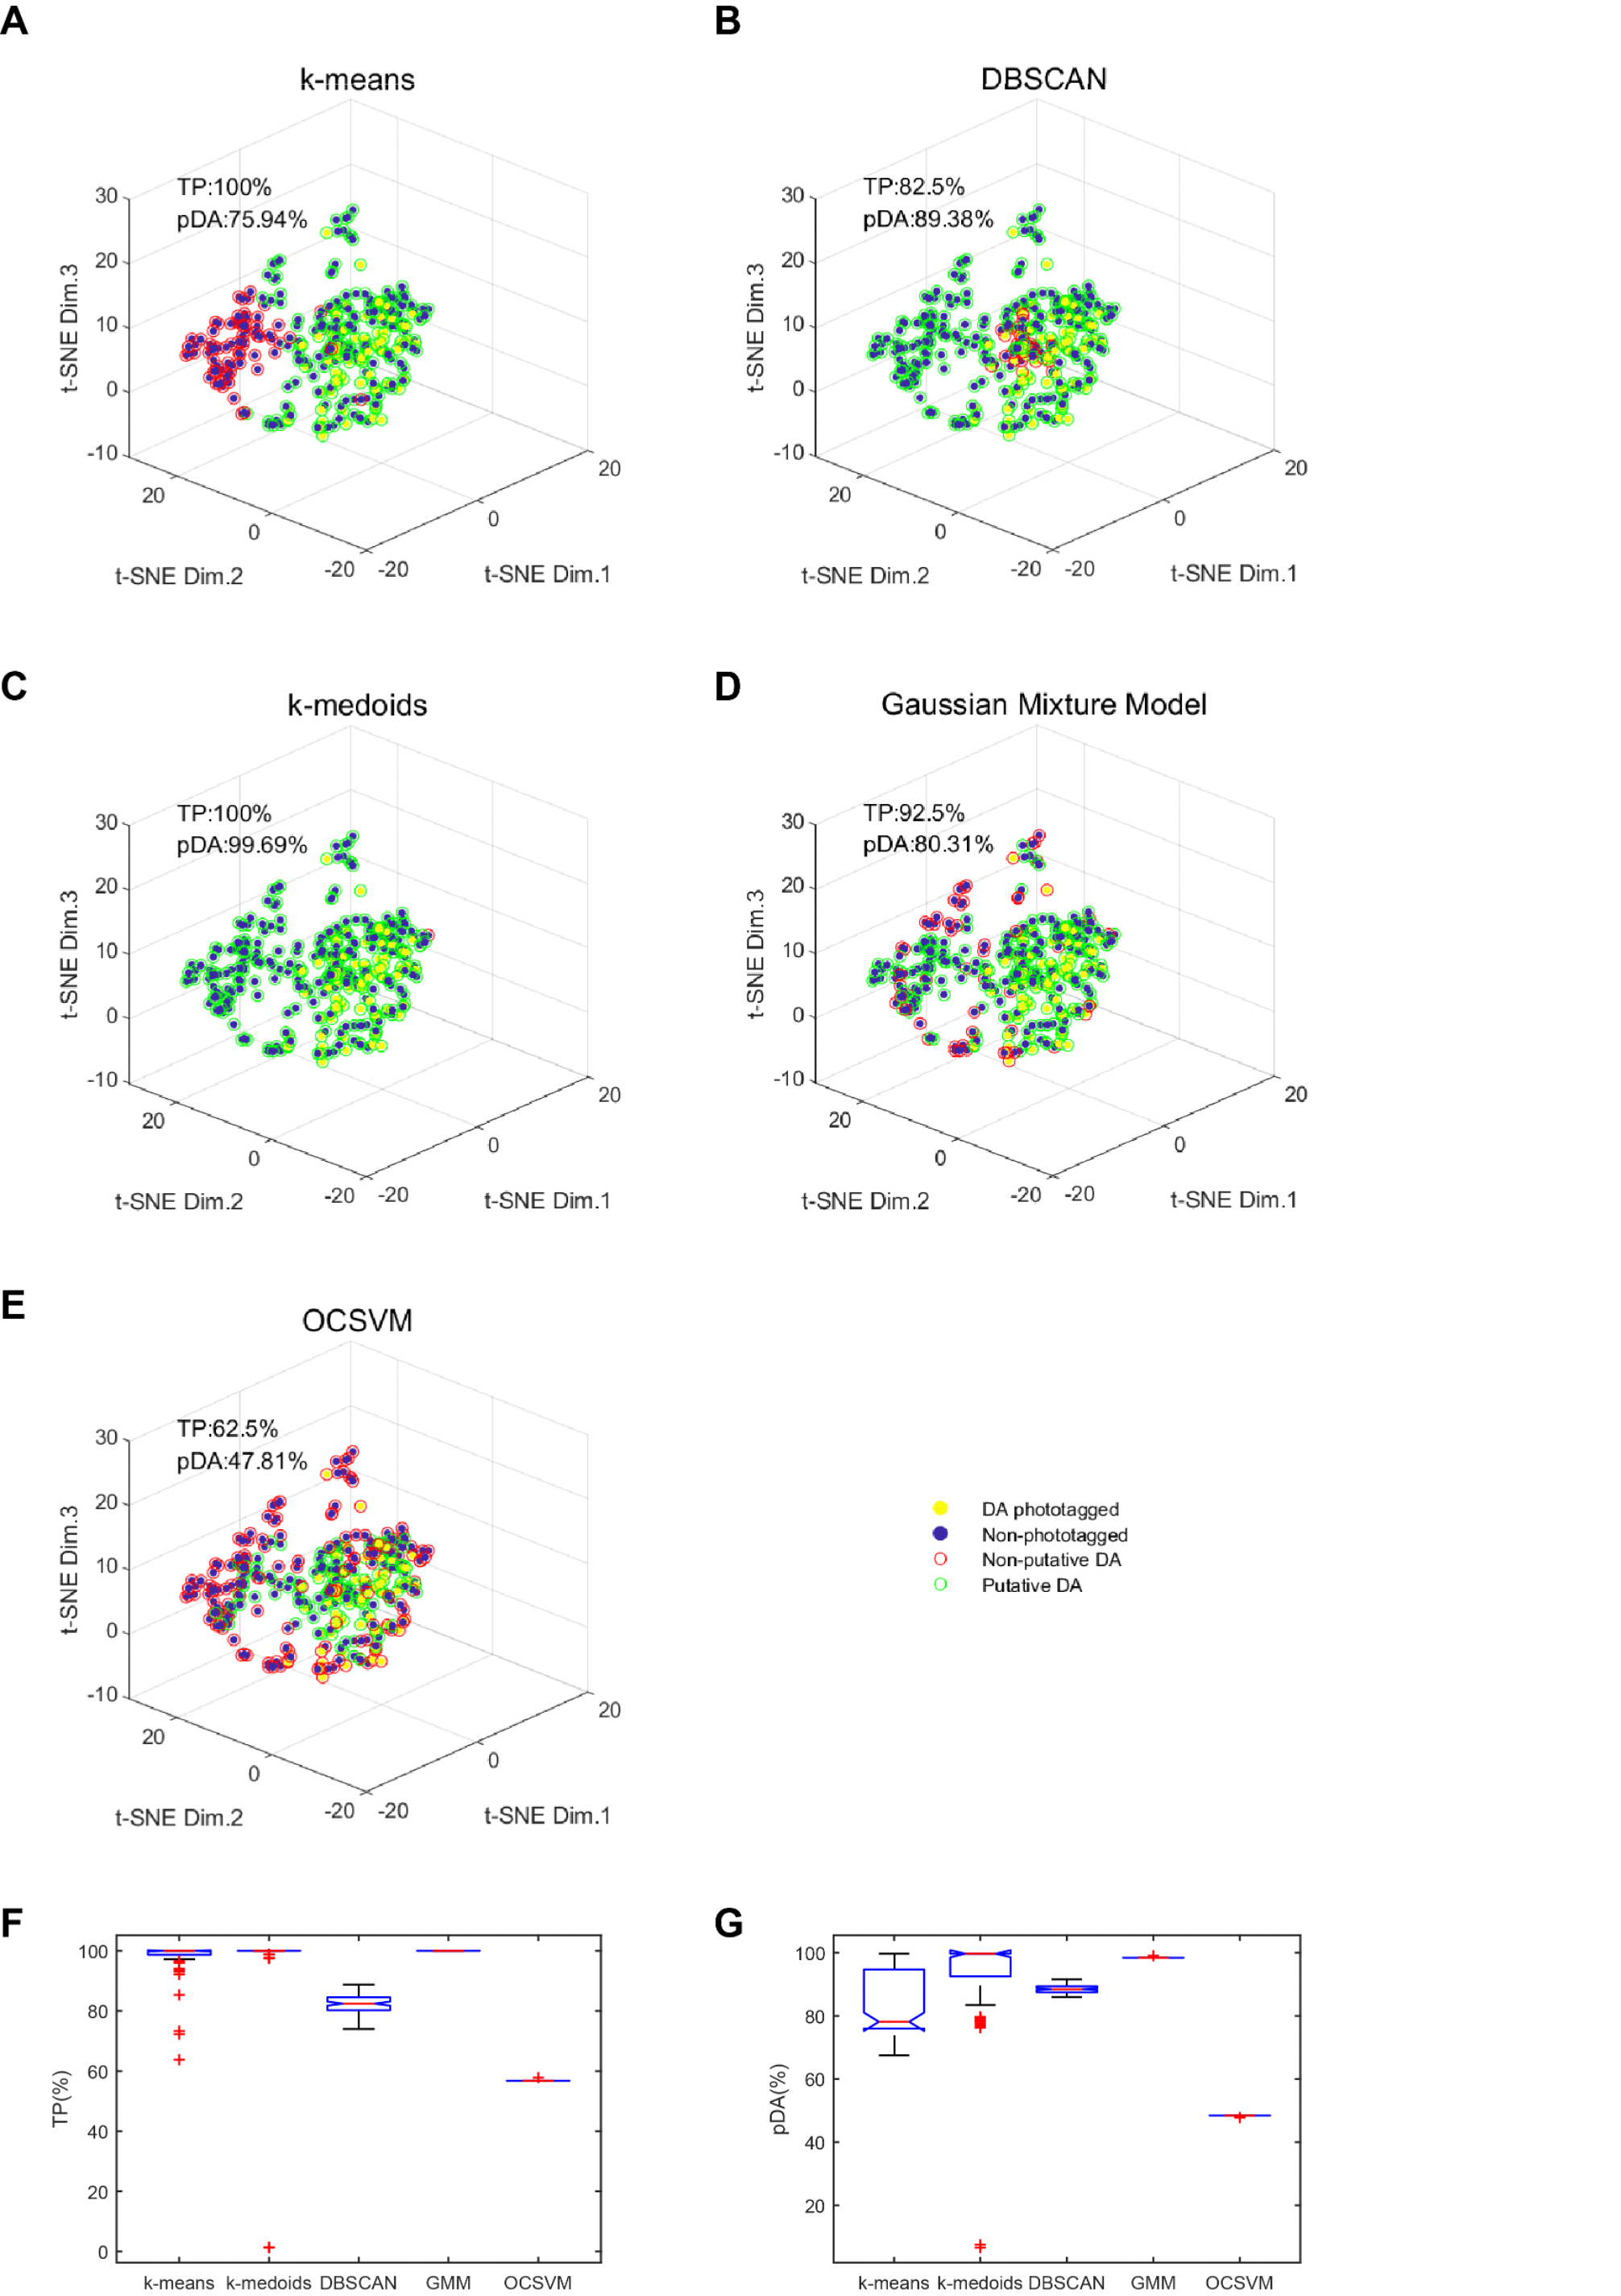 A
k-means
TP:100%
pDA:75.94%
30
20
10
0
-10
t-SNE Dim.3
20
0
-20
t-SNE Dim.2
-20
0
20
t-SNE Dim.1
B
DBSCAN
TP:82.5%
pDA:89.38%
30
20
10
0
-10
t-SNE Dim.3
20
0
-20
t-SNE Dim.2
-20
0
20
t-SNE Dim.1
C
k-medoids
TP:100%
pDA:99.69%
30
20
10
0
-10
t-SNE Dim.3
20
0
-20
t-SNE Dim.2
-20
0
20
t-SNE Dim.1
D
Gaussian Mixture Model
TP:92.5%
pDA:80.31%
30
20
10
0
-10
t-SNE Dim.3
20
0
-20
t-SNE Dim.2
-20
0
20
t-SNE Dim.1
E
OCSVM
TP:62.5%
pDA:47.81%
30
20
10
0
-10
t-SNE Dim.3
20
0
-20
t-SNE Dim.2
-20
0
20
t-SNE Dim.1
DA phototagged
Non-phototagged
Non-putative DA
Putative DA
F
100
80
60
40
20
0
TP(%)
k-means k-medoids DBSCAN GMM OCSVM
G
100
80
60
40
20
pDA(%)
k-means k-medoids DBSCAN GMM OCSVM